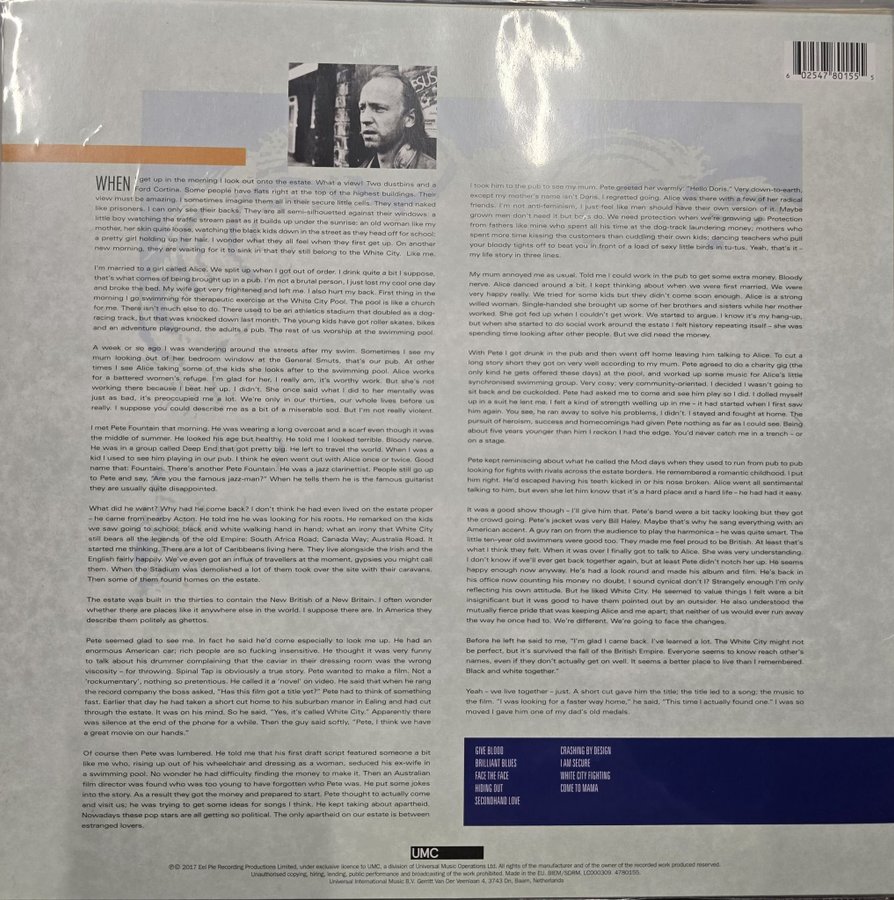 6 02547 80155 5
ESUS
WHEN I get up in the morning I look out onto the estate. What a view! Two dustbins and a
Ford Cortina. Some people have flats right at the top of the highest buildings. Their
view must be amazing. I sometimes imagine them all in their secure little cells. They stand naked
like prisoners. I can only see their backs. They are all semi-silhouetted against their windows: a
little boy watching the traffic stream past as it builds up under the sunrise; an old woman like my
mother, her skin quite loose, watching the black kids down in the street as they head off for school;
a pretty girl holding up her hair. I wonder what they all feel when they first get up. On another
new morning, they are waiting for it to sink in that they still belong to the White City. Like me.
I'm married to a girl called Alice. We split up when I got out of order. I drink quite a bit I suppose,
that's what comes of being brought up in a pub. I'm not a brutal person, I just lost my cool one day
and broke the bed. My wife got very frightened and left me. I also hurt my back. First thing in the
morning I go swimming for therapeutic exercise at the White City Pool. The pool is like a church
for me. There isn't much else to do. There used to be an athletics stadium that doubled as a dog-
racing track, but that was knocked down last month. The young kids have got roller skates, bikes
and an adventure playground, the adults a pub. The rest of us worship at the swimming pool.
A week or so ago I was wandering around the streets after my swim. Sometimes I see my
mum looking out of her bedroom window at the General Smuts, that's our pub. At other
times I see Alice taking some of the kids she looks after to the swimming pool. Alice works
for a battered women's refuge. I'm glad for her, I really am, it's worthy work. But she's not
working there because I beat her up. I didn't. She once said what I did to her mentally was
just as bad, it's preoccupied me a lot. We're only in our thirties, our whole lives before us
really. I suppose you could describe me as a bit of a miserable sod. But I'm not really violent.
I met Pete Fountain that morning. He was wearing a long overcoat and a scarf even though it was
the middle of summer. He looked his age but healthy. He told me I looked terrible. Bloody nerve.
He was in a group called Deep End that got pretty big. He left to travel the world. When I was a
kid I used to see him playing in our pub. I think he even went out with Alice once or twice. Good
name that: Fountain. There's another Pete Fountain. He was a jazz clarinettist. People still go up
to Pete and say, "Are you the famous jazz-man?" When he tells them he is the famous guitarist
they are usually quite disappointed.
What did he want? Why had he come back? I don't think he had even lived on the estate proper
– he came from nearby Acton. He told me he was looking for his roots. He remarked on the kids
we saw going to school; black and white walking hand in hand; what an irony that White City
still bears all the legends of the old Empire: South Africa Road; Canada Way; Australia Road. It
started me thinking. There are a lot of Caribbeans living here. They live alongside the Irish and the
English fairly happily. We've even got an influx of travellers at the moment, gypsies you might call
them. When the Stadium was demolished a lot of them took over the site with their caravans.
Then some of them found homes on the estate.
The estate was built in the thirties to contain the New British of a New Britain. I often wonder
whether there are places like it anywhere else in the world. I suppose there are. In America they
describe them politely as ghettos.
Pete seemed glad to see me. In fact he said he'd come especially to look me up. He had an
enormous American car; rich people are so fucking insensitive. He thought it was very funny
to talk about his drummer complaining that the caviar in their dressing room was the wrong
viscosity – for throwing. Spinal Tap is obviously a true story. Pete wanted to make a film. Not a
'rockumentary', nothing so pretentious. He called it a 'novel' on video. He said that when he rang
the record company the boss asked, "Has this film got a title yet?" Pete had to think of something
fast. Earlier that day he had taken a short cut home to his suburban manor in Ealing and had cut
through the estate. It was on his mind. So he said, "Yes, it's called White City." Apparently there
was silence at the end of the phone for a while. Then the guy said softly, "Pete, I think we have
a great movie on our hands."
Of course then Pete was lumbered. He told me that his first draft script featured someone a bit
like me who, rising up out of his wheelchair and dressing as a woman, seduced his ex-wife in
a swimming pool. No wonder he had difficulty finding the money to make it. Then an Australian
film director was found who was too young to have forgotten who Pete was. He put some jokes
into the story. As a result they got the money and prepared to start. Pete thought to actually come
and visit us; he was trying to get some ideas for songs I think. He kept taking about apartheid.
Nowadays these pop stars are all getting so political. The only apartheid on our estate is between
estranged lovers.
I took him to the pub to see my mum. Pete greeted her warmly: "Hello Doris." Very down-to-earth,
except my mother's name isn't Doris. I regretted going. Alice was there with a few of her radical
friends. I'm not anti-feminism, I just feel like men should have their own version of it. Maybe
grown men don't need it but boys do. We need protection when we're growing up. Protection
from fathers like mine who spent all his time at the dog-track laundering money; mothers who
spent more time kissing the customers than cuddling their own kids; dancing teachers who pull
your bloody tights off to beat you in front of a load of sexy little birds in tu-tus. Yeah, that's it –
my life story in three lines.
My mum annoyed me as usual. Told me I could work in the pub to get some extra money. Bloody
nerve. Alice danced around a bit. I kept thinking about when we were first married. We were
very happy really. We tried for some kids but they didn't come soon enough. Alice is a strong
willed woman. Single-handed she brought up some of her brothers and sisters while her mother
worked. She got fed up when I couldn't get work. We started to argue. I know it's my hang-up,
but when she started to do social work around the estate I felt history repeating itself – she was
spending time looking after other people. But we did need the money.
With Pete I got drunk in the pub and then went off home leaving him talking to Alice. To cut a
long story short they got on very well according to my mum. Pete agreed to do a charity gig (the
only kind he gets offered these days) at the pool, and worked up some music for Alice's little
synchronised swimming group. Very cosy; very community-oriented. I decided I wasn't going to
sit back and be cuckolded. Pete had asked me to come and see him play so I did. I dolled myself
up in a suit he lent me. I felt a kind of strength welling up in me – it had started when I first saw
him again. You see, he ran away to solve his problems, I didn't. I stayed and fought at home. The
pursuit of heroism, success and homecomings had given Pete nothing as far as I could see. Being
about five years younger than him I reckon I had the edge. You'd never catch me in a trench – or
on a stage.
Pete kept reminiscing about what he called the Mod days when they used to run from pub to pub
looking for fights with rivals across the estate borders. He remembered a romantic childhood. I put
him right. He'd escaped having his teeth kicked in or his nose broken. Alice went all sentimental
talking to him, but even she let him know that it's a hard place and a hard life – he had had it easy.
It was a good show though – I'll give him that. Pete's band were a bit tacky looking but they got
the crowd going. Pete's jacket was very Bill Haley. Maybe that's why he sang everything with an
American accent. A guy ran on from the audience to play the harmonica – he was quite smart. The
little ten-year old swimmers were good too. They made me feel proud to be British. At least that's
what I think they felt. When it was over I finally got to talk to Alice. She was very understanding.
I don't know if we'll ever get back together again, but at least Pete didn't notch her up. He seems
happy enough now anyway. He's had a look round and made his album and film. He's back in
his office now counting his money no doubt. I sound cynical don't I? Strangely enough I'm only
reflecting his own attitude. But he liked White City. He seemed to value things I felt were a bit
insignificant but it was good to have them pointed out by an outsider. He also understood the
mutually fierce pride that was keeping Alice and me apart; that neither of us would ever run away
the way he once had to. We're different. We're going to face the changes.
Before he left he said to me, "I'm glad I came back. I've learned a lot. The White City might not
be perfect, but it's survived the fall of the British Empire. Everyone seems to know reach other's
names, even if they don't actually get on well. It seems a better place to live than I remembered.
Black and white together."
Yeah – we live together – just. A short cut gave him the title; the title led to a song; the music to
the film. "I was looking for a faster way home," he said, "This time I actually found one." I was so
moved I gave him one of my dad's old medals.
GIVE BLOOD
BRILLIANT BLUES
FACE THE FACE
HIDING OUT
SECONDHAND LOVE
CRASHING BY DESIGN
I AM SECURE
WHITE CITY FIGHTING
COME TO MAMA
UMC
℗© 2017 Eel Pie Recording Productions Limited, under exclusive licence to UMC, a division of Universal Music Operations Ltd. All rights of the manufacturer and of the owner of the recorded work produced reserved.
Unauthorised copying, hiring, lending, public performance and broadcasting of the work prohibited. Made in the EU. BIEM/SDRM. LC000309. 4780155.
Universal International Music B.V. Gerrit Van Der Veenlaan 4, 3743 Dn, Baarn, Netherlands